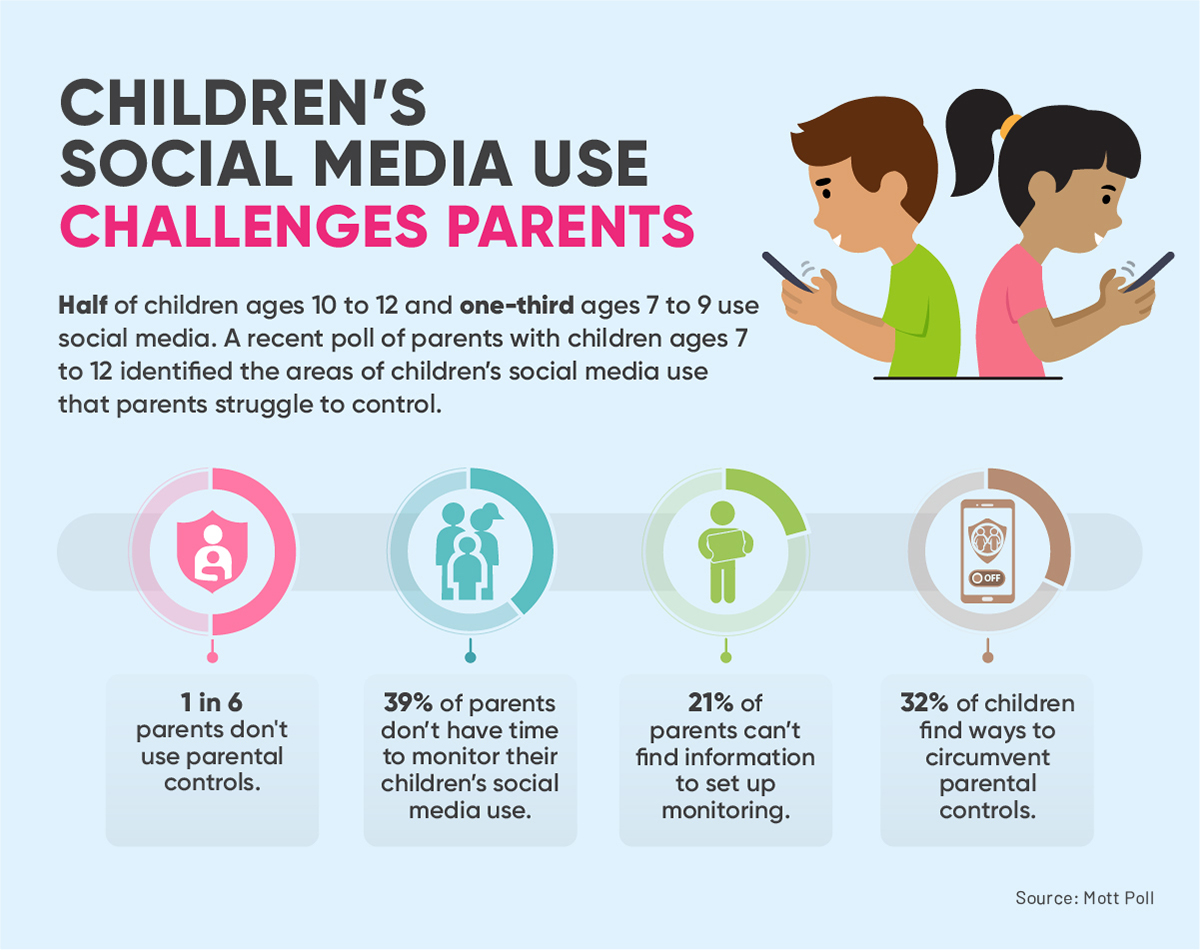 CHILDREN'S
SOCIAL MEDIA USE
CHALLENGES PARENTS
Half of children ages 10 to 12 and one-third ages 7 to 9 use
social media. A recent poll of parents with children ages 7
to 12 identified the areas of children's social media use
that parents struggle to control.
OFF
1 in 6
parents don't
use parental
controls.
39% of parents
don't have time
to monitor their
children's social
media use.
21% of
parents can't
find information
to set up
monitoring.
32% of children
find ways to
circumvent
parental
controls.
Source: Mott Poll